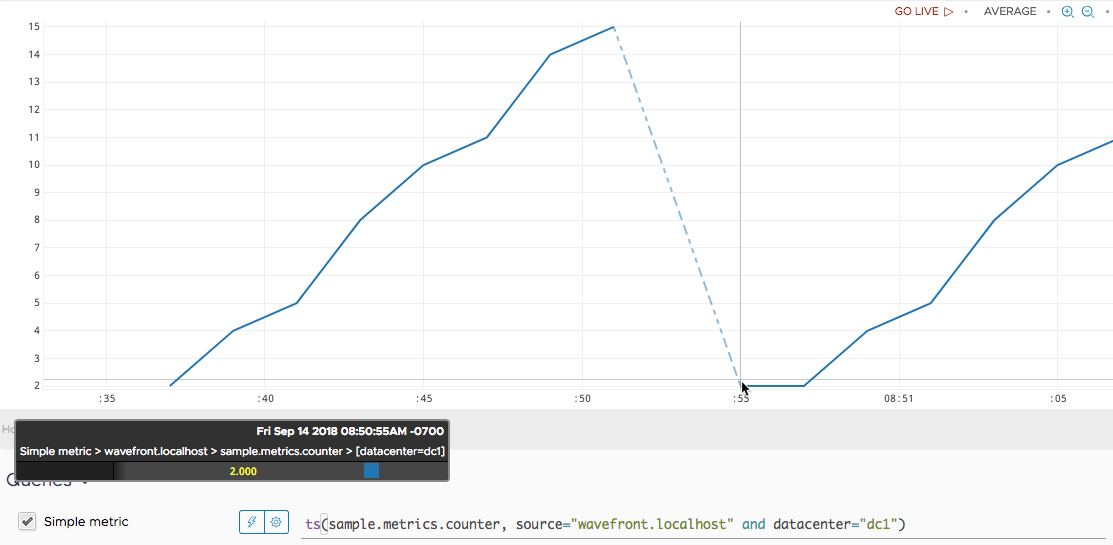 GO LIVE ▷ • AVERAGE •
15
14
13
12
11
10
9
8
7
6
5
4
3
2
:35 :40 :45 :50 :55 08:51 :05
Fri Sep 14 2018 08:50:55AM -0700
Simple metric > wavefront.localhost > sample.metrics.counter > [datacenter=dc1]
2.000
Queries
Simple metric
ts(sample.metrics.counter, source="wavefront.localhost" and datacenter="dc1")